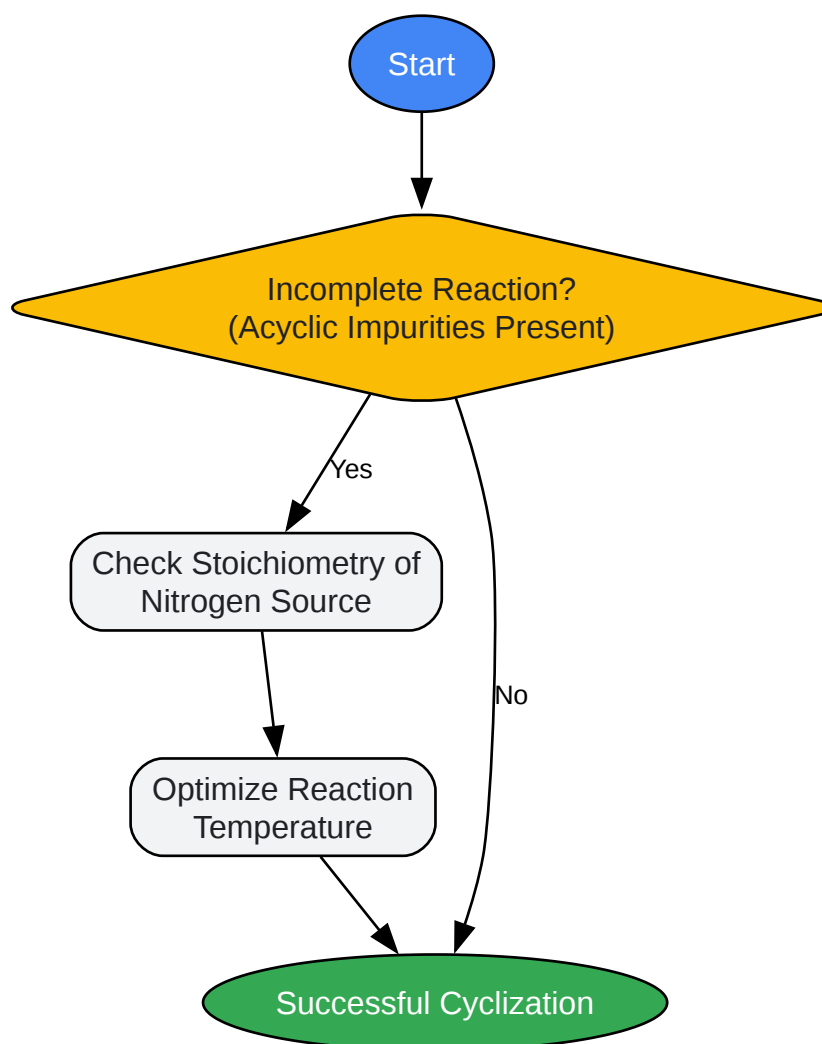 Start
Incomplete Reaction?
(Acyclic Impurities Present)
Yes
Check Stoichiometry of
Nitrogen Source
No
Optimize Reaction
Temperature
Successful Cyclization